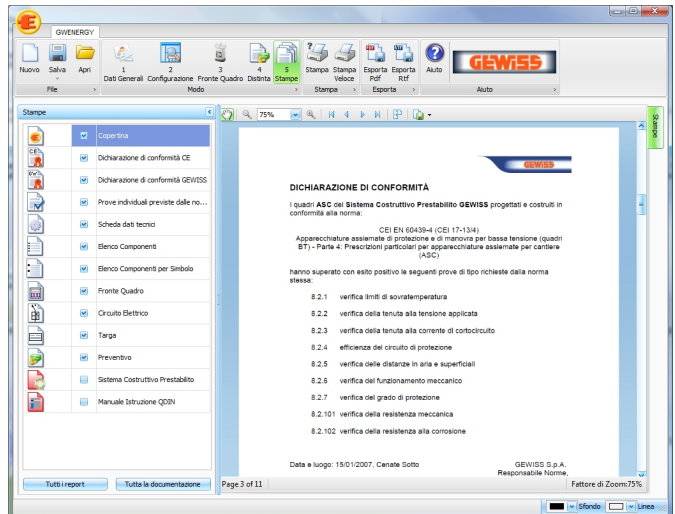 GWENERGY
Nuovo Salva Apri
File
1 2 3 4 5
Dati Generali Configurazione Fronte Quadro Distinta Stampe
Modo
Stampa Stampa Veloce
Stampa
Esporta Pdf Esporta Rtf
Esporta
Aiuto
GEWISS
Aiuto
Stampe
75%
Stampe
Copertina
Dichiarazione di conformità CE
Dichiarazione di conformità GEWISS
Prove individuali previste dalle no...
Scheda dati tecnici
Elenco Componenti
Elenco Componenti per Simbolo
Fronte Quadro
Circuito Elettrico
Targa
Preventivo
Sistema Costruttivo Prestabilito
Manuale Istruzione QDIN
Tutti i report Tutta la documentazione
GEWISS
DICHIARAZIONE DI CONFORMITÀ
I quadri ASC del Sistema Costruttivo Prestabilito GEWISS progettati e costruiti in
conformità alla norma:
CEI EN 60439-4 (CEI 17-13/4)
Apparecchiature assiemate di protezione e di manovra per bassa tensione (quadri
BT) - Parte 4: Prescrizioni particolari per apparecchiature assiemate per cantiere
(ASC)
hanno superato con esito positivo le seguenti prove di tipo richieste dalla norma
stessa:
8.2.1 verifica limiti di sovratemperatura
8.2.2 verifica della tenuta alla tensione applicata
8.2.3 verifica della tenuta alla corrente di cortocircuito
8.2.4 efficienza del circuito di protezione
8.2.5 verifica delle distanze in aria e superficiali
8.2.6 verifica del funzionamento meccanico
8.2.7 verifica del grado di protezione
8.2.101 verifica della resistenza meccanica
8.2.102 verifica della resistenza alla corrosione
Data e luogo: 15/01/2007, Cenate Sotto GEWISS S.p.A.
Responsabile Norme,
Page 3 of 11 Fattore di Zoom:75%
Sfondo Linea